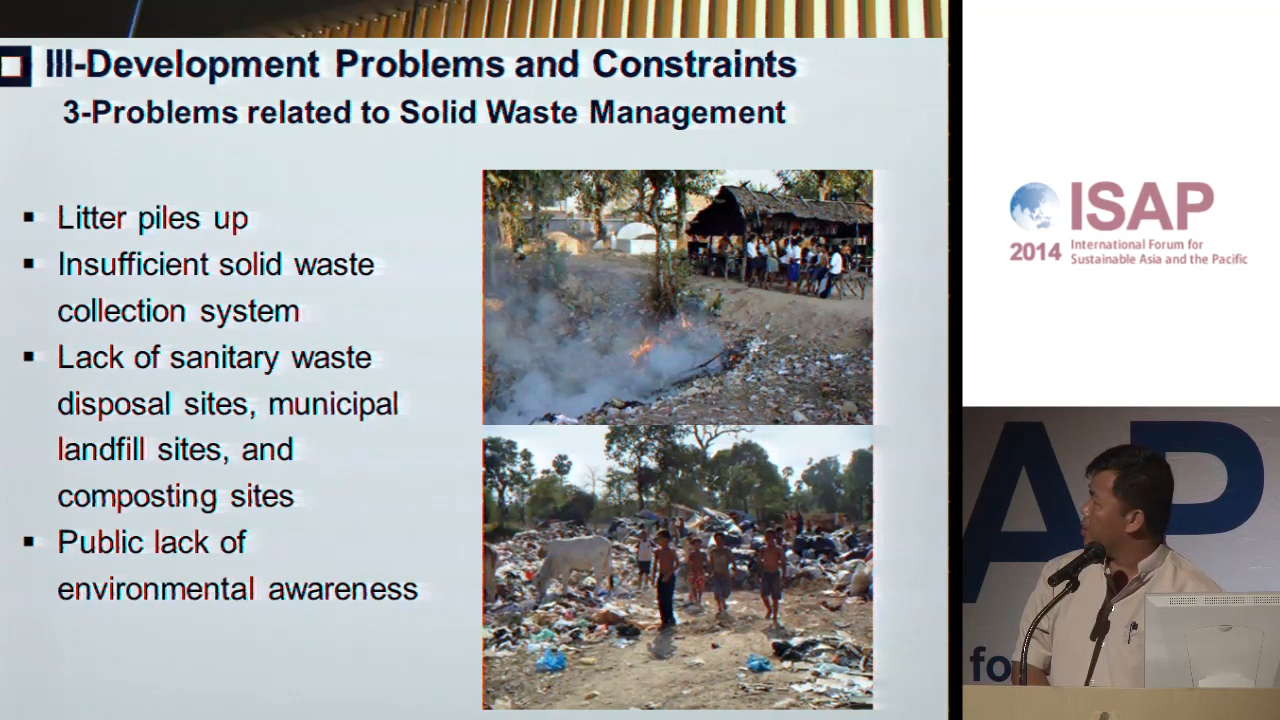 III-Development Problems and Constraints
3-Problems related to Solid Waste Management
▪ Litter piles up
▪ Insufficient solid waste
collection system
▪ Lack of sanitary waste
disposal sites, municipal
landfill sites, and
composting sites
▪ Public lack of
environmental awareness
ISAP
2014 International Forum for
Sustainable Asia and the Pacific
AP
fo